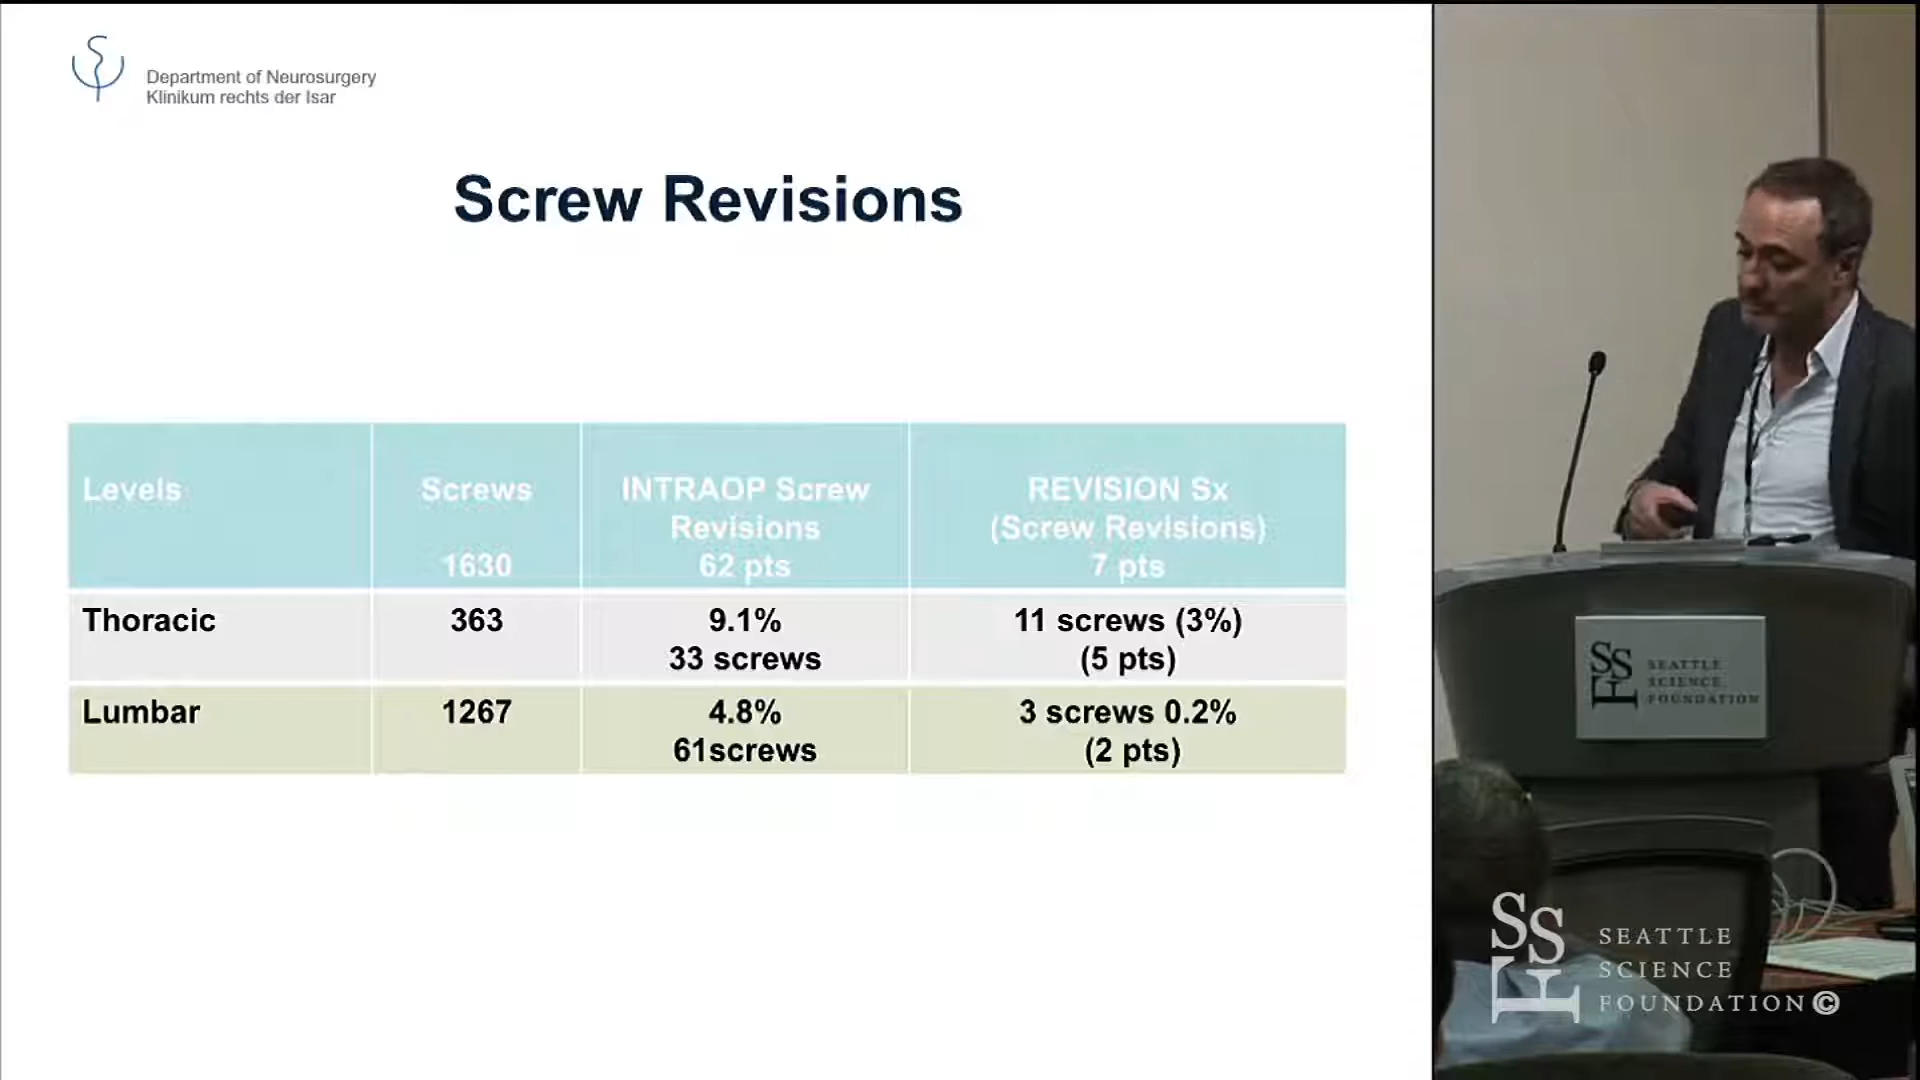 Department of Neurosurgery
Klinikum rechts der Isar
Screw Revisions
Levels
Screws
1630
INTRAOP Screw
Revisions
62 pts
REVISION Sx
(Screw Revisions)
7 pts
Thoracic
363
9.1%
33 screws
11 screws (3%)
(5 pts)
Lumbar
1267
4.8%
61screws
3 screws 0.2%
(2 pts)
SSF
SEATTLE
SCIENCE
FOUNDATION
SSF
SEATTLE
SCIENCE
FOUNDATION©